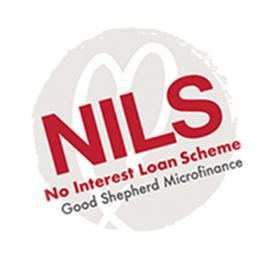 NILS
No Interest Loan Scheme
Good Shepherd Microfinance